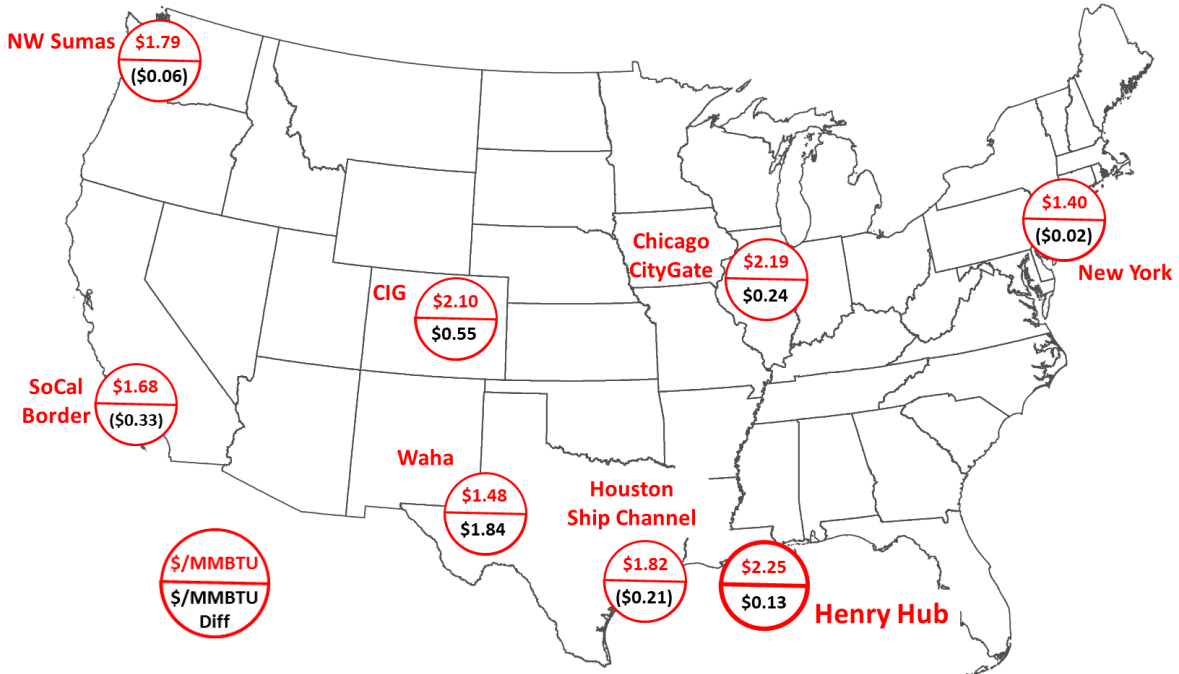 NW Sumas
$1.79
($0.06)
$1.40
($0.02)
New York
Chicago
CityGate
$2.19
$0.24
CIG
$2.10
$0.55
SoCal
Border
$1.68
($0.33)
Waha
$1.48
$1.84
Houston
Ship Channel
$1.82
($0.21)
$2.25
$0.13
Henry Hub
$/MMBTU
$/MMBTU
Diff